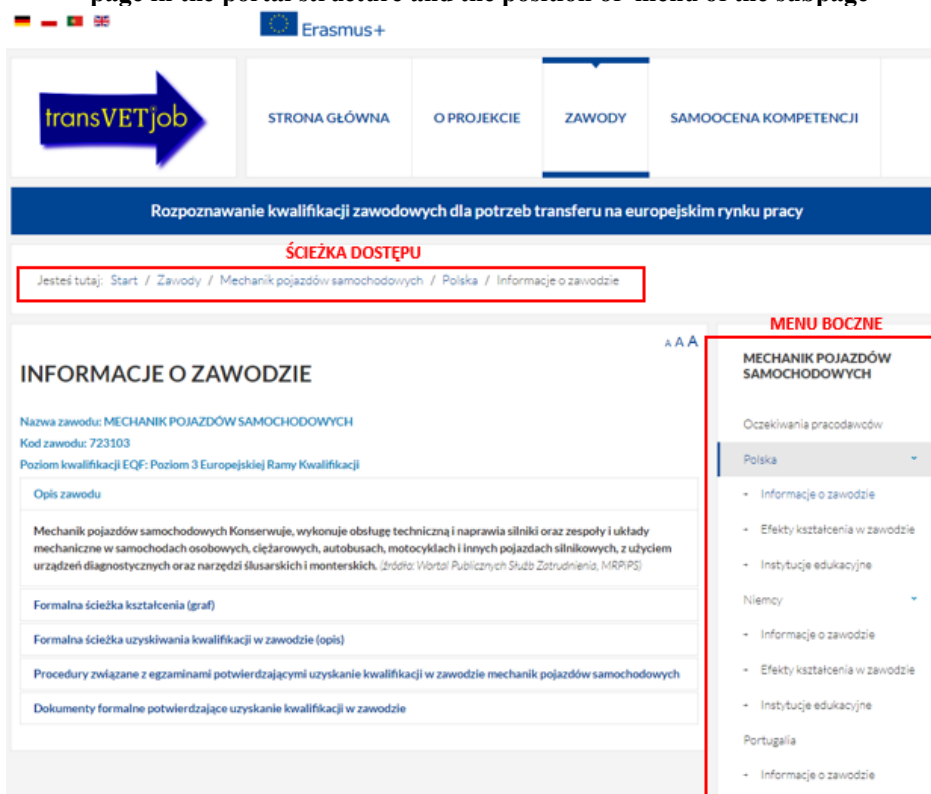 page in the portal structure and the position of menu of the subpage
Erasmus+
transVETjob
STRONA GŁÓWNA
O PROJEKCIE
ZAWODY
SAMOOCENA KOMPETENCJI
Rozpoznawanie kwalifikacji zawodowych dla potrzeb transferu na europejskim rynku pracy
ŚCIEŻKA DOSTĘPU
Jesteś tutaj: Start / Zawody / Mechanik pojazdów samochodowych / Polska / Informacje o zawodzie
A A A
INFORMACJE O ZAWODZIE
Nazwa zawodu: MECHANIK POJAZDÓW SAMOCHODOWYCH
Kod zawodu: 723103
Poziom kwalifikacji EQF: Poziom 3 Europejskiej Ramy Kwalifikacji
Opis zawodu
Mechanik pojazdów samochodowych Konserwuje, wykonuje obsługę techniczną i naprawia silniki oraz zespoły i układy
mechaniczne w samochodach osobowych, ciężarowych, autobusach, motocyklach i innych pojazdach silnikowych, z użyciem
urządzeń diagnostycznych oraz narzędzi ślusarskich i monterskich. (źródło: Wortal Publicznych Służb Zatrudnienia, MRPiPS)
Formalna ścieżka kształcenia (graf)
Formalna ścieżka uzyskiwania kwalifikacji w zawodzie (opis)
Procedury związane z egzaminami potwierdzającymi uzyskanie kwalifikacji w zawodzie mechanik pojazdów samochodowych
Dokumenty formalne potwierdzające uzyskanie kwalifikacji w zawodzie
MENU BOCZNE
MECHANIK POJAZDÓW
SAMOCHODOWYCH
Oczekiwania pracodawców
Polska
- Informacje o zawodzie
- Efekty kształcenia w zawodzie
- Instytucje edukacyjne
Niemcy
- Informacje o zawodzie
- Efekty kształcenia w zawodzie
- Instytucje edukacyjne
Portugalia
- Informacje o zawodzie